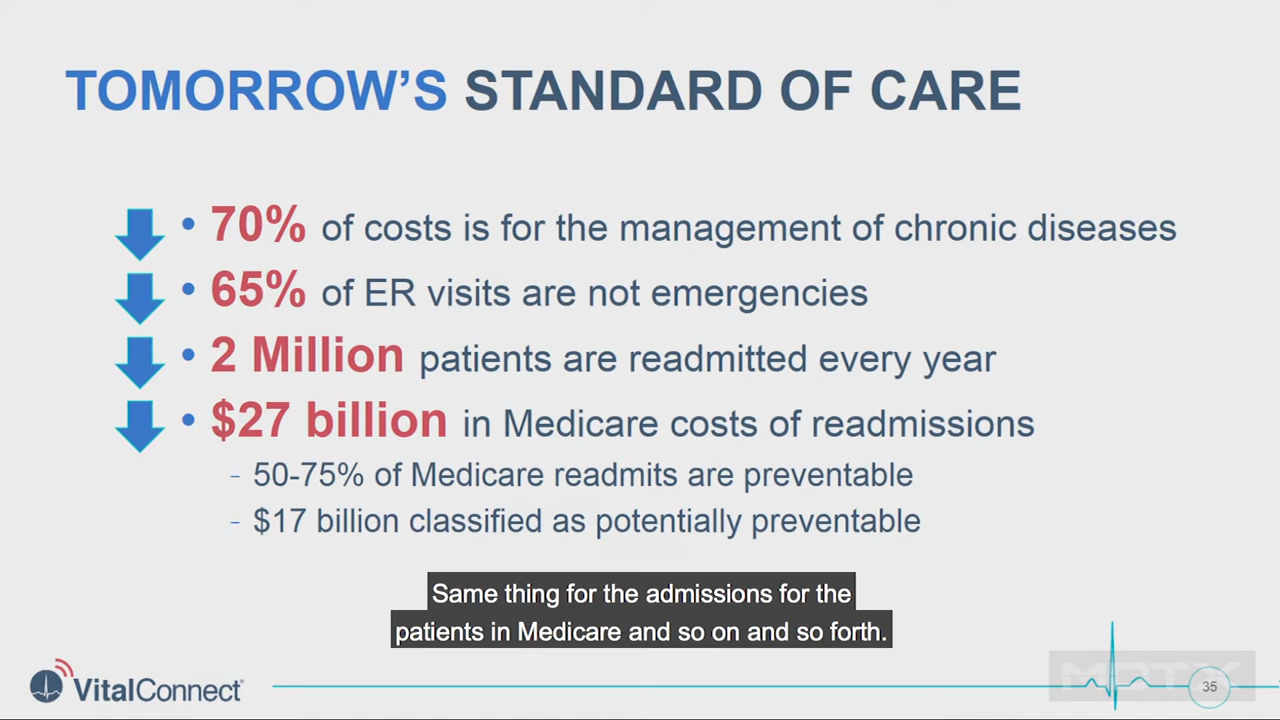 TOMORROW'S STANDARD OF CARE
• 70% of costs is for the management of chronic diseases
• 65% of ER visits are not emergencies
• 2 Million patients are readmitted every year
• $27 billion in Medicare costs of readmissions
- 50-75% of Medicare readmits are preventable
- $17 billion classified as potentially preventable
Same thing for the admissions for the
patients in Medicare and so on and so forth.
VitalConnect
35